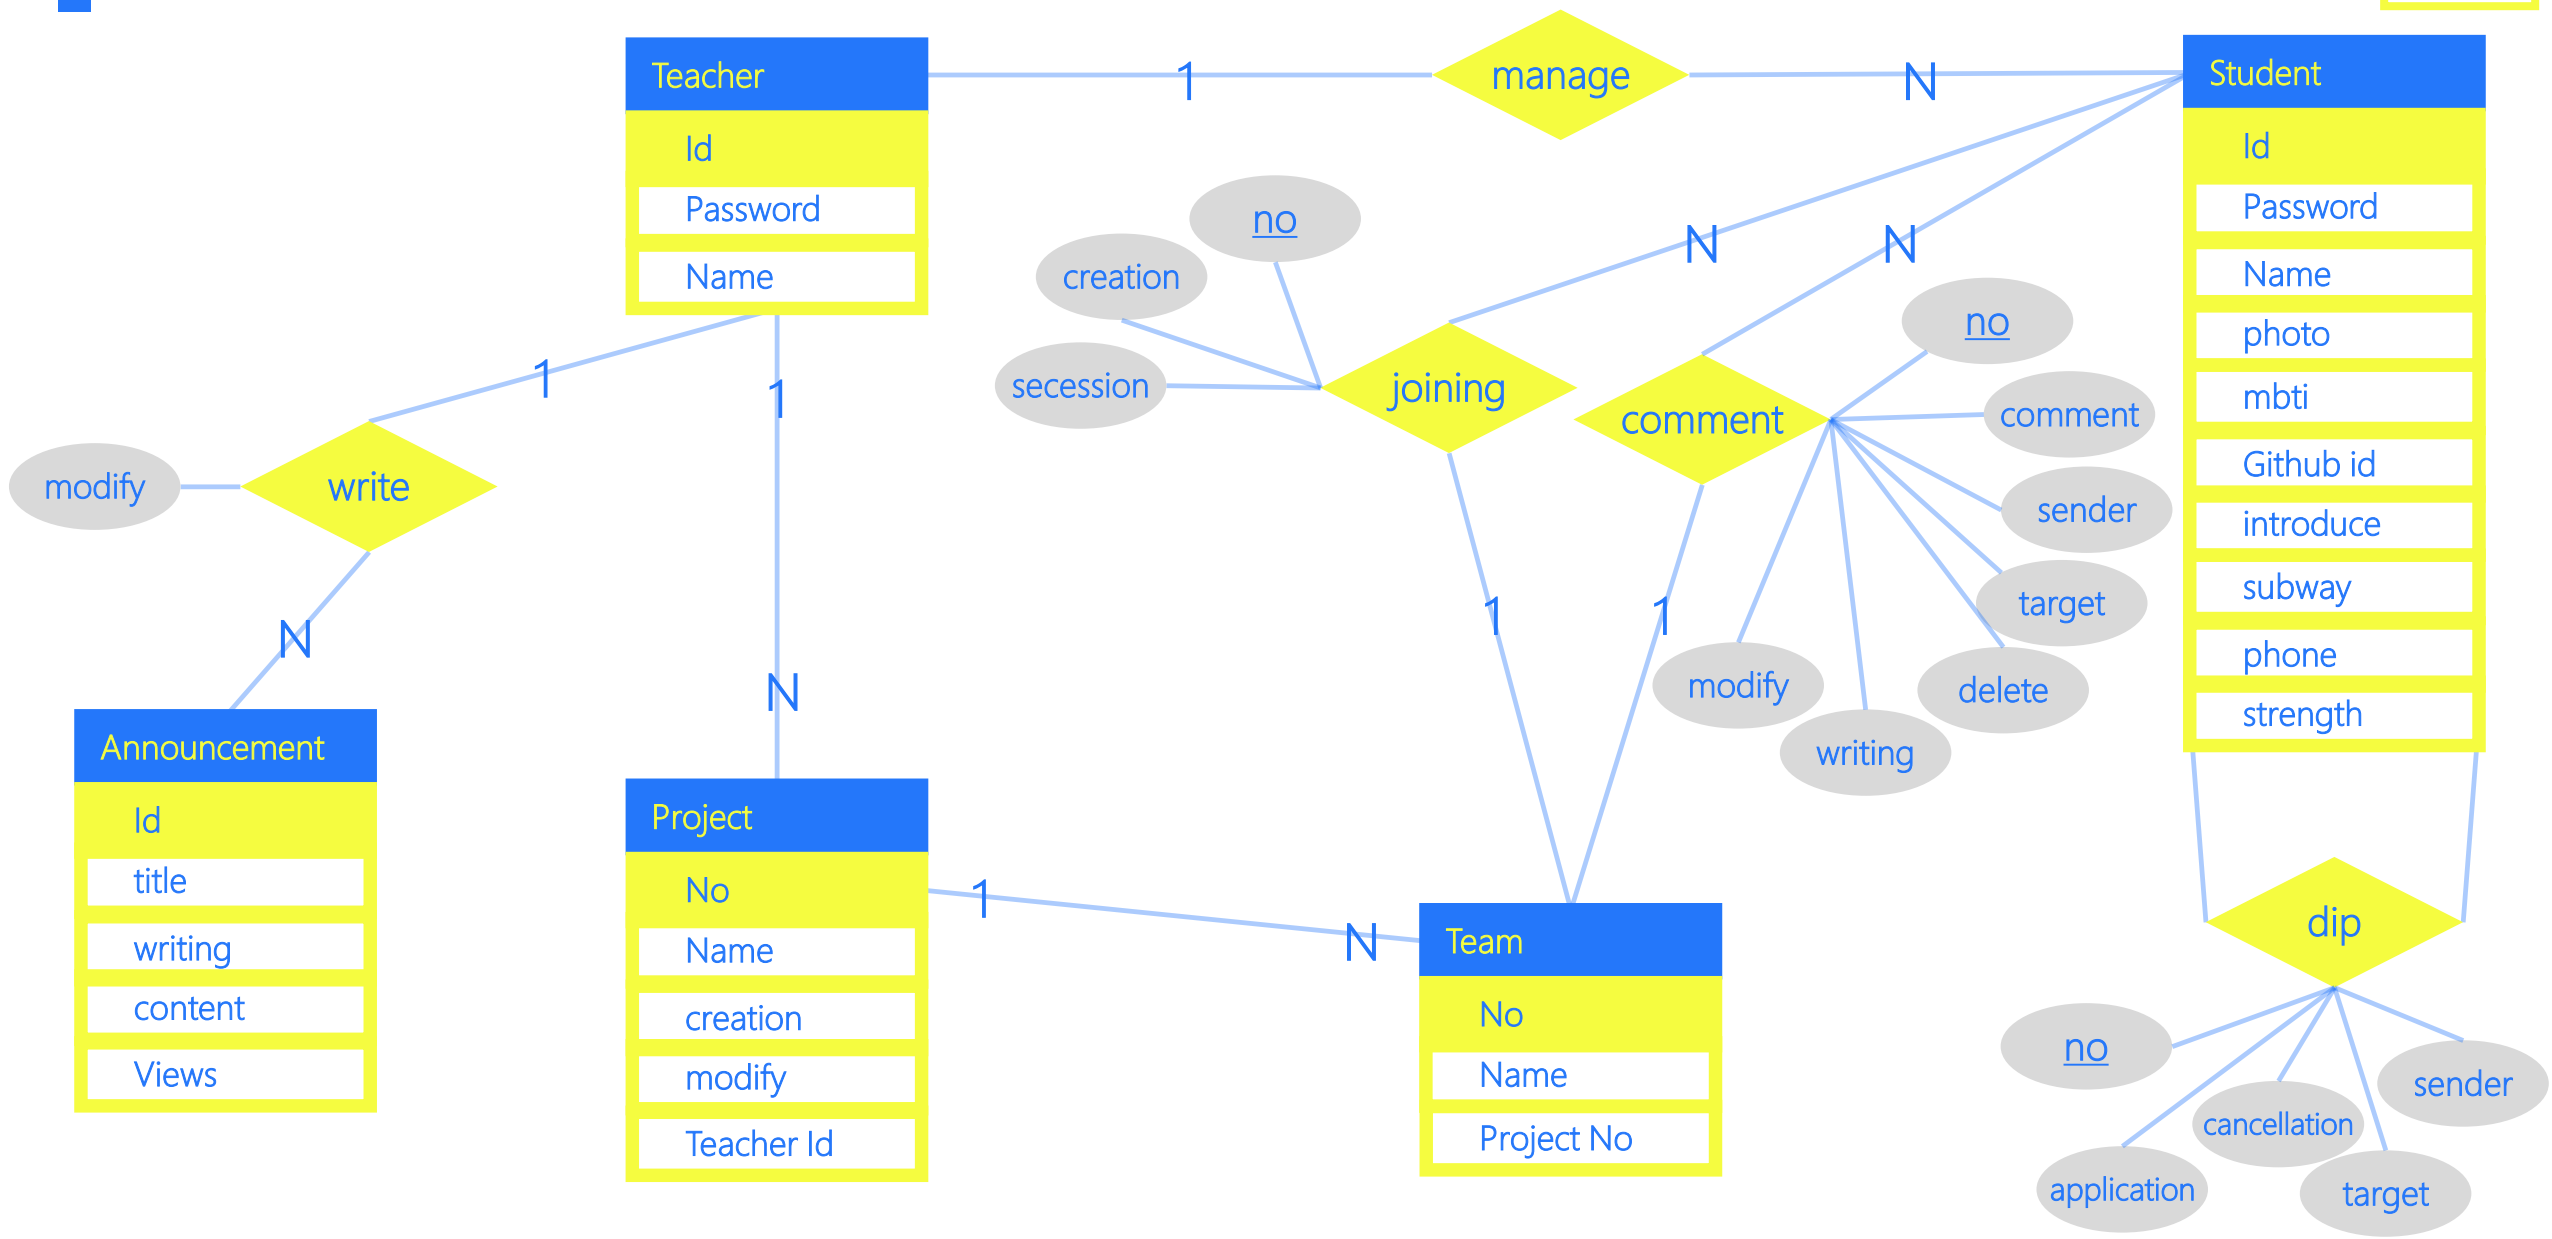 Teacher
Id
Password
Name
1
manage
N
Student
Id
Password
Name
photo
mbti
Github id
introduce
subway
phone
strength
no
creation
secession
joining
N
N
comment
no
comment
sender
target
delete
writing
modify
1
1
1
write
modify
N
1
N
Announcement
Id
title
writing
content
Views
Project
No
Name
creation
modify
Teacher Id
1
N
Team
No
Name
Project No
dip
no
application
cancellation
target
sender